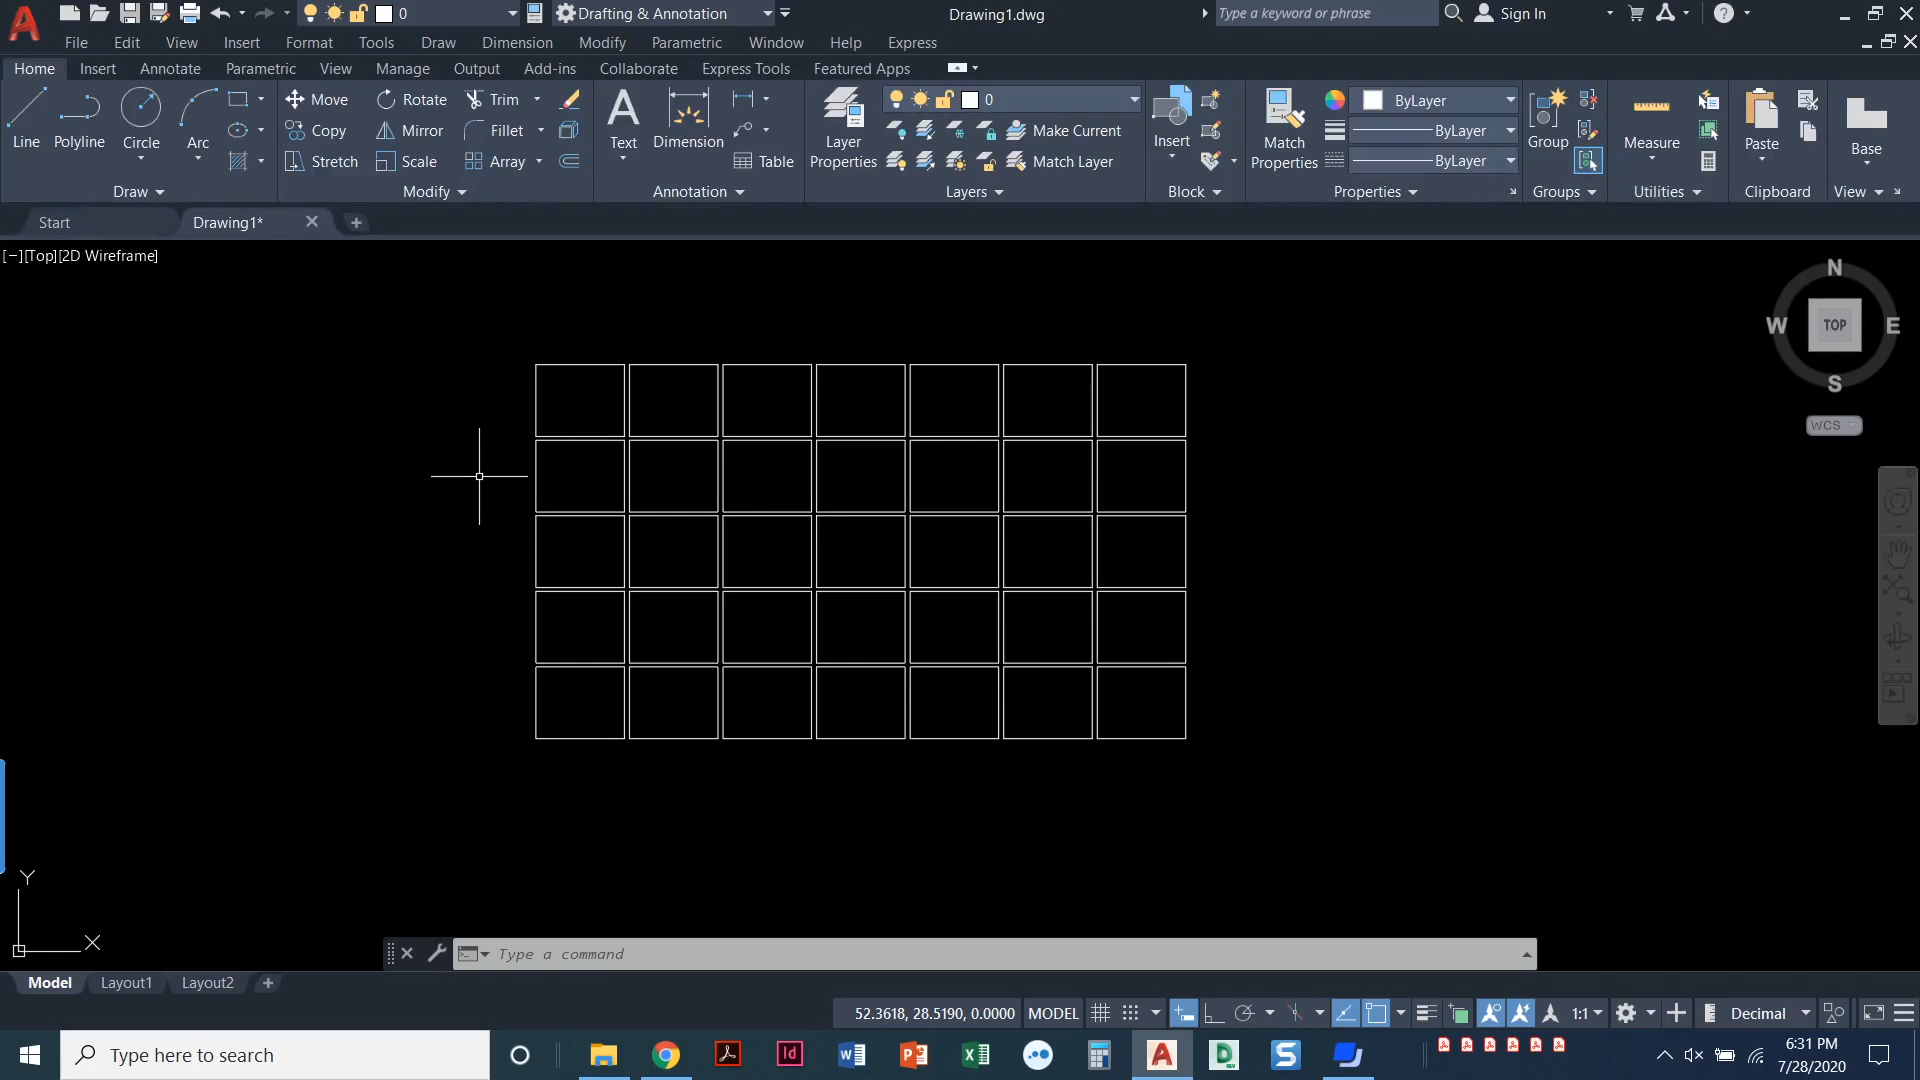 0
Drafting & Annotation
Drawing1.dwg
Type a keyword or phrase
Sign In
File Edit View Insert Format Tools Draw Dimension Modify Parametric Window Help Express
Home Insert Annotate Parametric View Manage Output Add-ins Collaborate Express Tools Featured Apps
Line
Polyline
Circle
Arc
Draw
Move Rotate Trim
Copy Mirror Fillet
Stretch Scale Array
Modify
Text
Dimension
Table
Annotation
Layer
Properties
0
Make Current
Match Layer
Layers
Insert
Block
Match
Properties
ByLayer
ByLayer
ByLayer
Properties
Group
Groups
Measure
Utilities
Paste
Clipboard
Base
View
Start Drawing1*
[−][Top][2D Wireframe]
N
W TOP E
S
WCS
Y
X
Type a command
Model Layout1 Layout2
52.3618, 28.5190, 0.0000 MODEL 1:1 Decimal
Type here to search
6:31 PM
7/28/2020